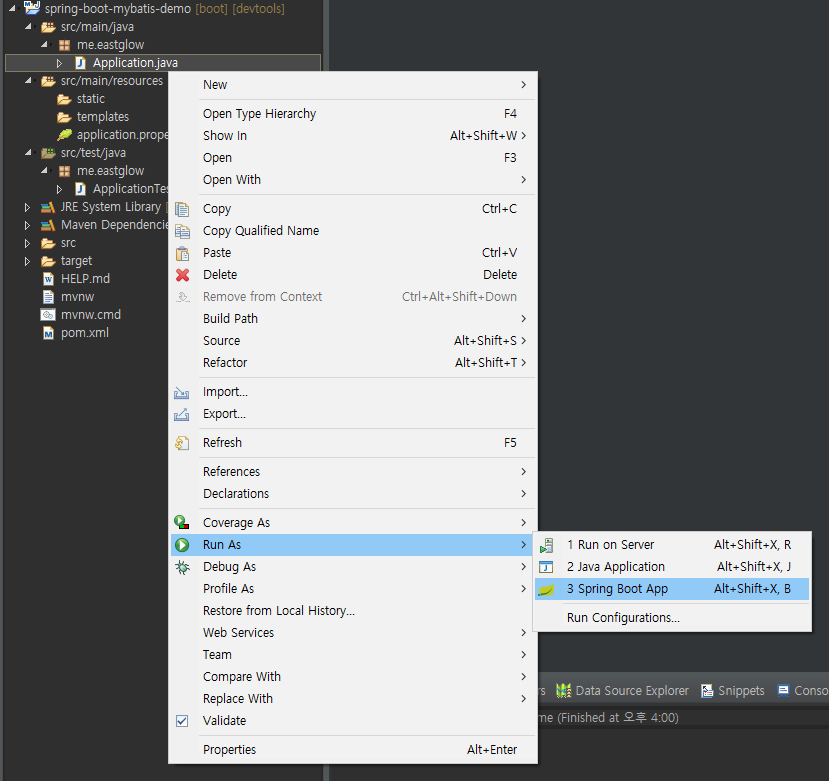 spring-boot-mybatis-demo [boot] [devtools]
src/main/java
me.eastglow
Application.java
src/main/resources
static
templates
application.prope
src/test/java
me.eastglow
ApplicationTes
JRE System Library
Maven Dependencie
src
target
HELP.md
mvnw
mvnw.cmd
pom.xml
New
Open Type Hierarchy F4
Show In Alt+Shift+W
Open F3
Open With
Copy Ctrl+C
Copy Qualified Name
Paste Ctrl+V
Delete Delete
Remove from Context Ctrl+Alt+Shift+Down
Build Path
Source Alt+Shift+S
Refactor Alt+Shift+T
Import...
Export...
Refresh F5
References
Declarations
Coverage As
Run As
Debug As
Profile As
Restore from Local History...
Web Services
Team
Compare With
Replace With
Validate
Properties Alt+Enter
1 Run on Server Alt+Shift+X, R
2 Java Application Alt+Shift+X, J
3 Spring Boot App Alt+Shift+X, B
Run Configurations...
rs Data Source Explorer Snippets Conso
me (Finished at 오후 4:00)